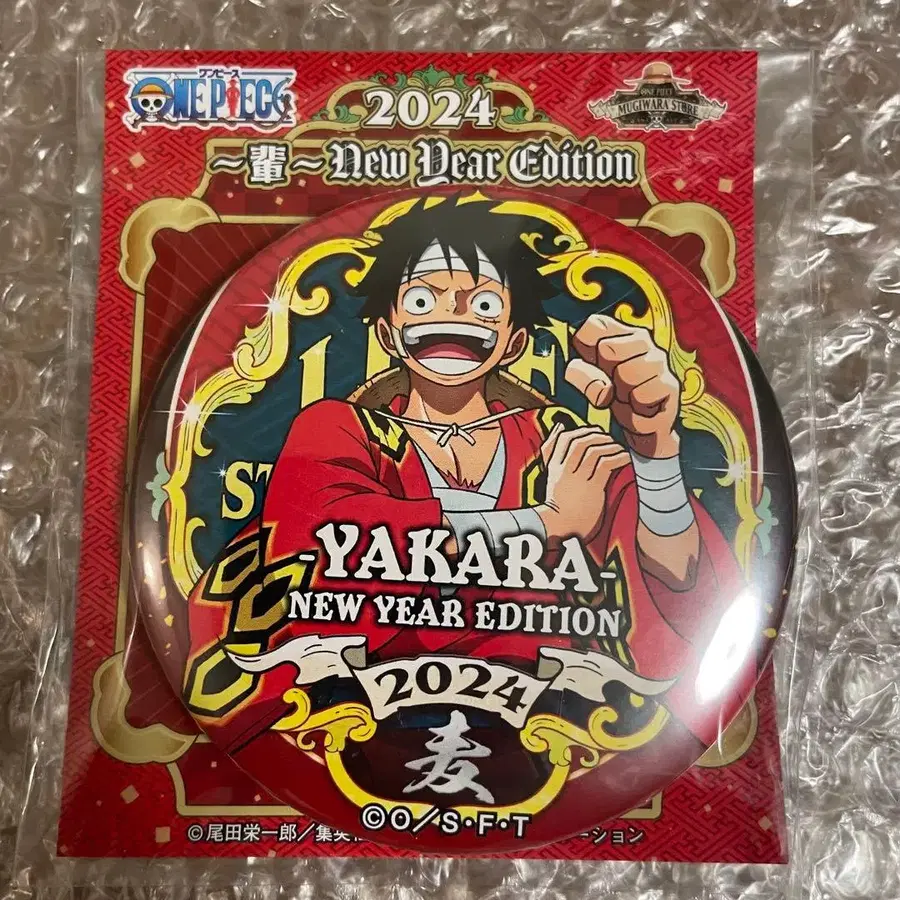 ワンピース
ONE PIECE
ONE PIECE
MUGIWARA STORE
2024
～輩～New Year Edition
-YAKARA-
NEW YEAR EDITION
2024
麦
©O／S・F・T
©尾田栄一郎／集英
ーション